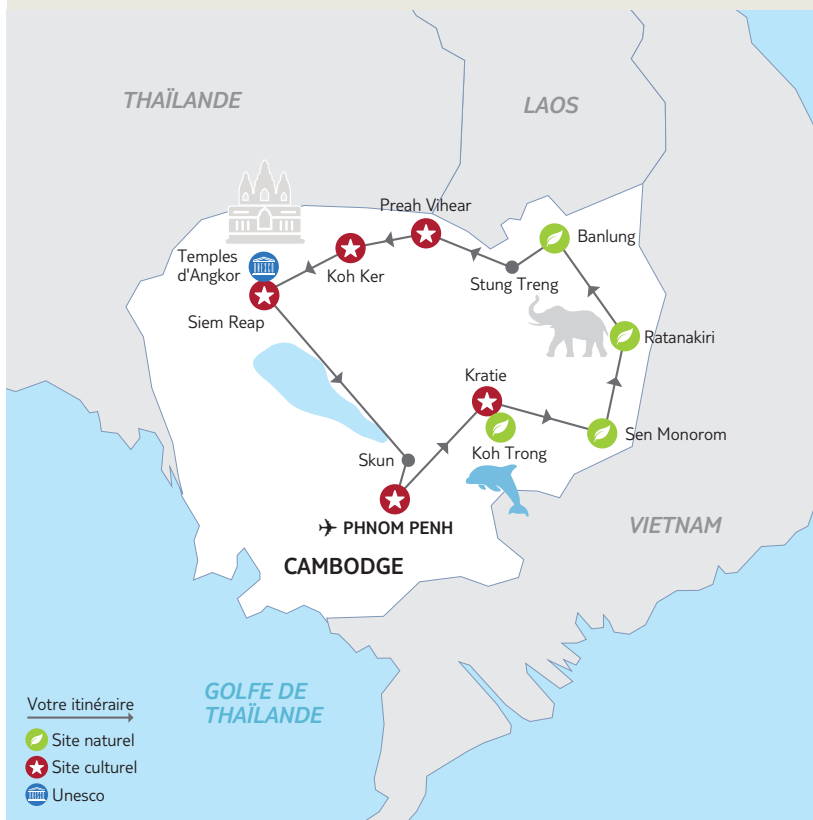 THAÏLANDE
LAOS
Preah Vihear
Banlung
Temples
d'Angkor
UNESCO
Koh Ker
Stung Treng
Siem Reap
Ratanakiri
Kratie
Sen Monorom
Koh Trong
Skun
PHNOM PENH
VIETNAM
CAMBODGE
GOLFE DE
THAÏLANDE
Votre itinéraire
Site naturel
Site culturel
Unesco